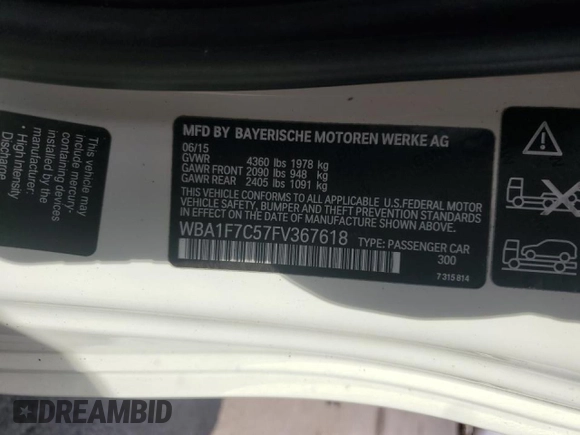 This vehicle may
include mercury-
containing devices
installed by the
manufacturer:
High Intensity
Discharge
MFD BY BAYERISCHE MOTOREN WERKE AG
06/15
GVWR 4360 lbs 1978 kg
GAWR FRONT 2090 lbs 948 kg
GAWR REAR 2405 lbs 1091 kg
THIS VEHICLE CONFORMS TO ALL APPLICABLE U.S.FEDERAL MOTOR
VEHICLE SAFETY, BUMPER AND THEFT PREVENTION STANDARDS IN
EFFECT ON THE DATE OF MANUFACTURE SHOWN ABOVE.
WBA1F7C57FV367618 TYPE: PASSENGER CAR
300
7 315 814
DREAMBID